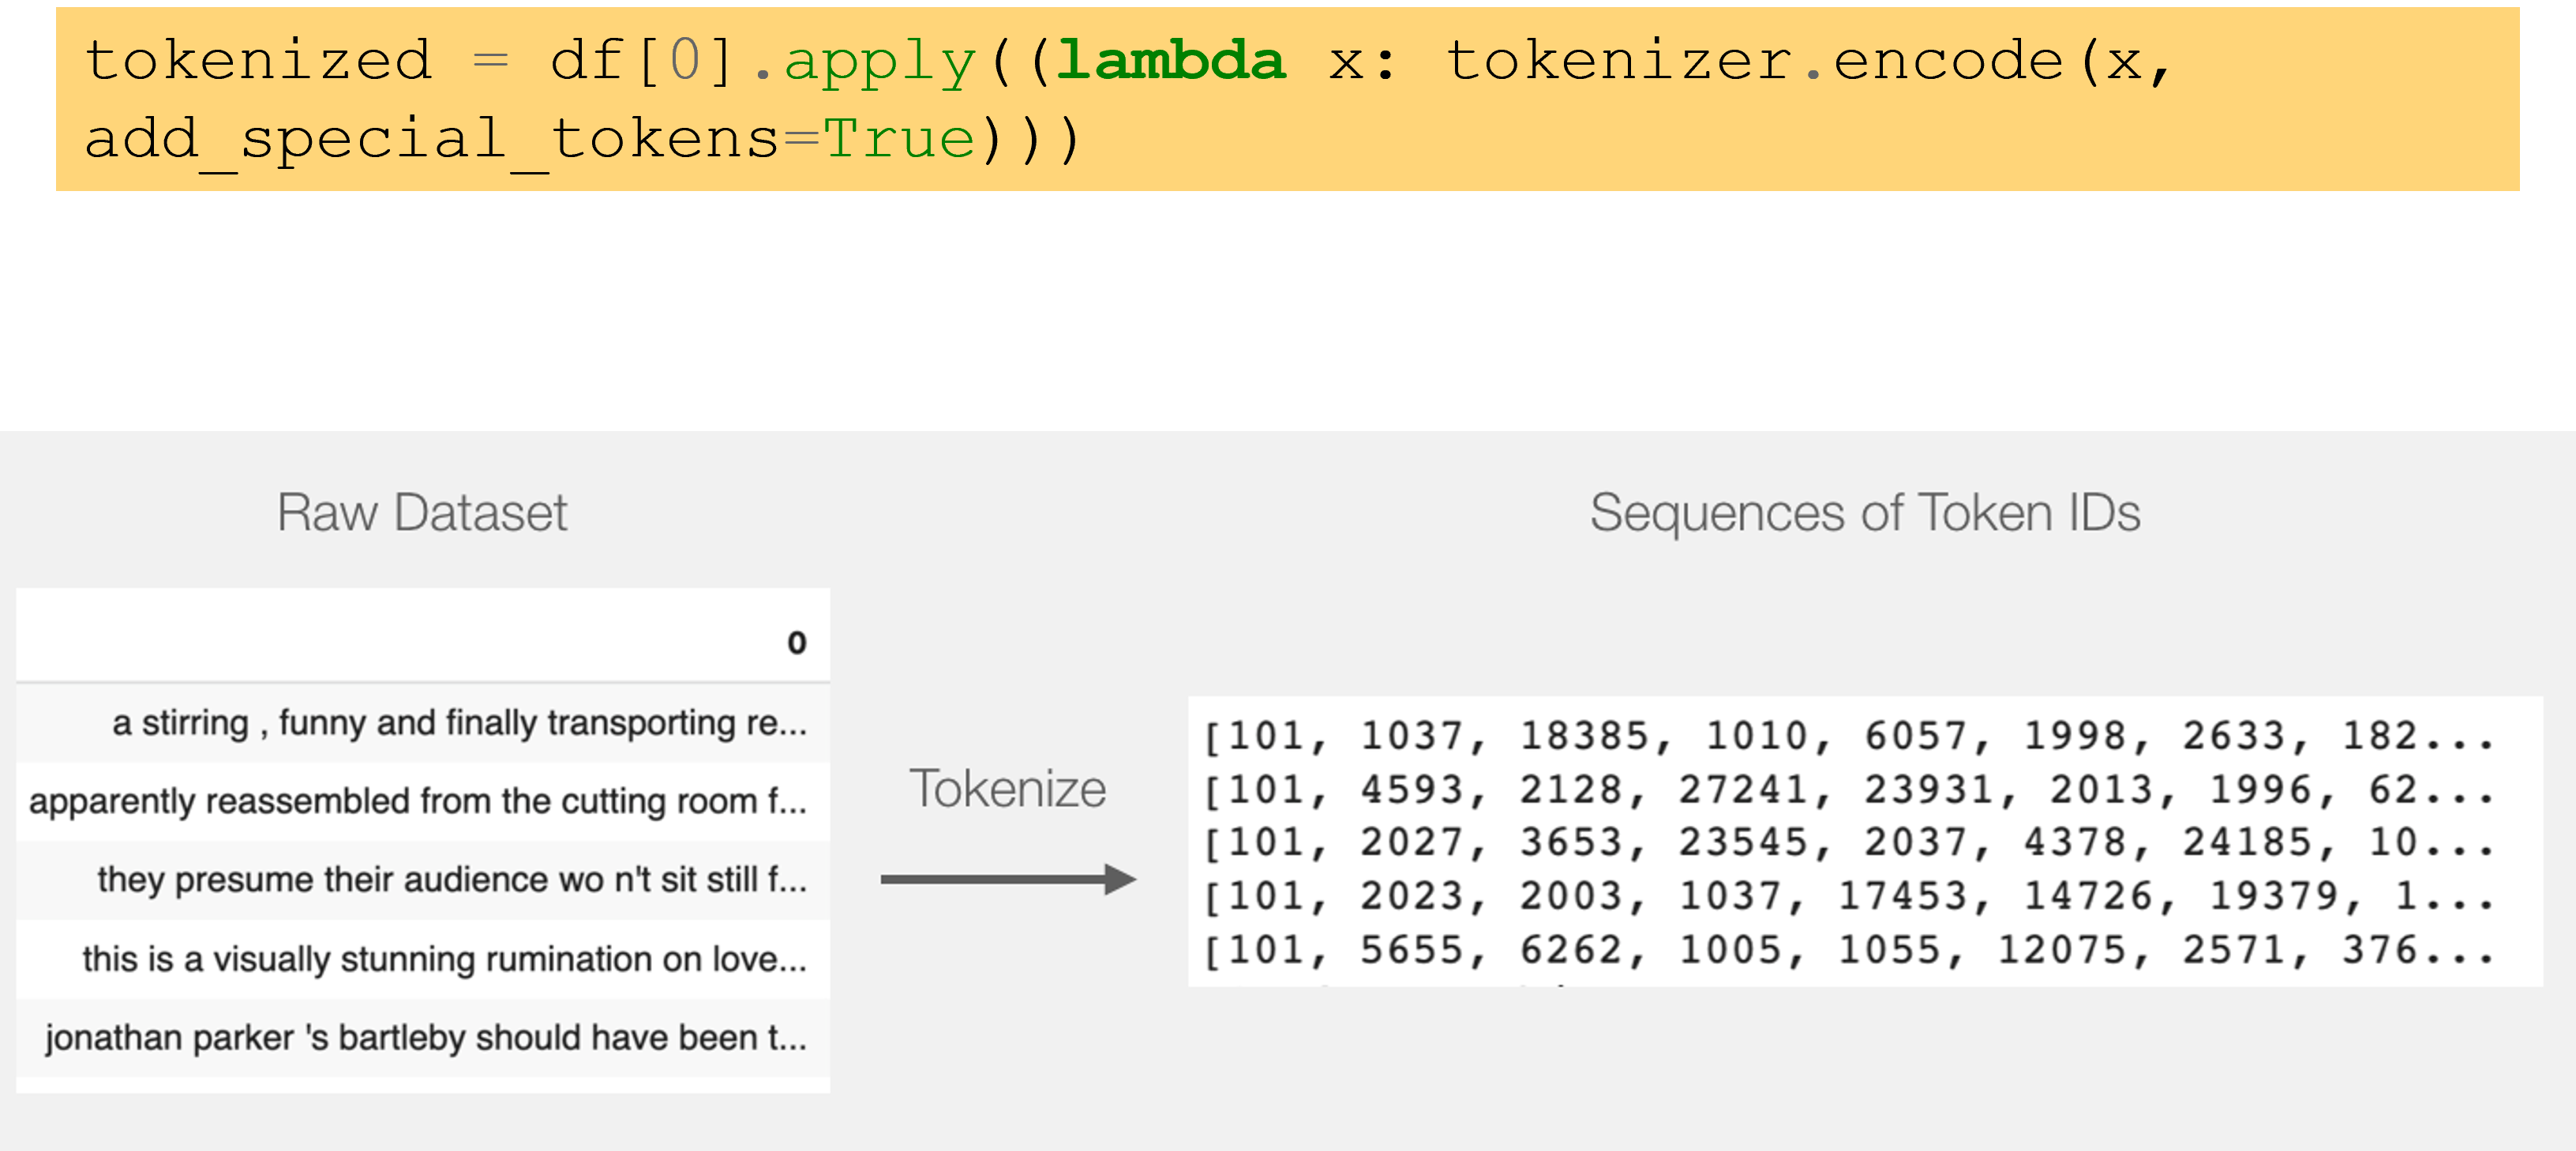 tokenized = df[0].apply((lambda x: tokenizer.encode(x,
add_special_tokens=True)))
Raw Dataset
Sequences of Token IDs
0
a stirring , funny and finally transporting re...
apparently reassembled from the cutting room f...
they presume their audience wo n't sit still f...
this is a visually stunning rumination on love...
jonathan parker 's bartleby should have been t...
Tokenize
[101, 1037, 18385, 1010, 6057, 1998, 2633, 182...
[101, 4593, 2128, 27241, 23931, 2013, 1996, 62...
[101, 2027, 3653, 23545, 2037, 4378, 24185, 10...
[101, 2023, 2003, 1037, 17453, 14726, 19379, 1...
[101, 5655, 6262, 1005, 1055, 12075, 2571, 376...